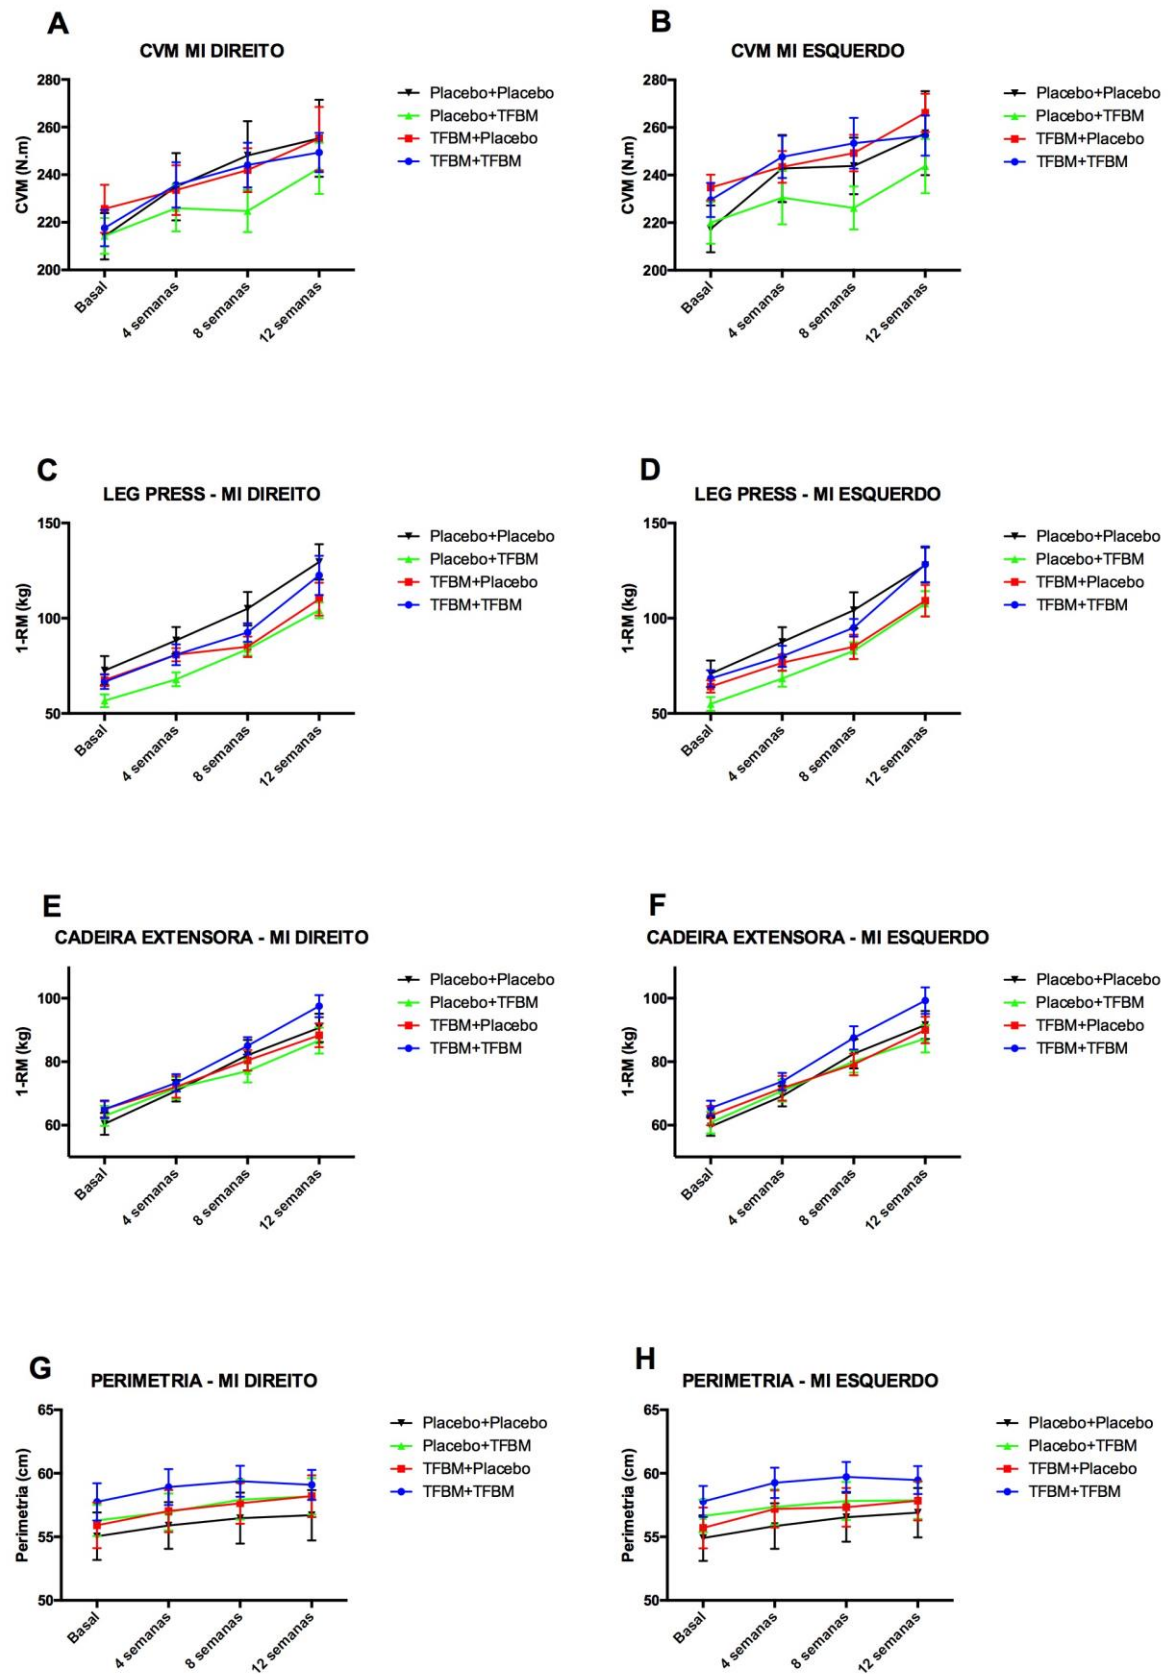 A
CVM MI DIREITO
CVM (N.m)
280
260
240
220
200
Basal
4 semanas
8 semanas
12 semanas
Placebo+Placebo
Placebo+TFBM
TFBM+Placebo
TFBM+TFBM
B
CVM MI ESQUERDO
CVM (N.m)
280
260
240
220
200
Basal
4 semanas
8 semanas
12 semanas
Placebo+Placebo
Placebo+TFBM
TFBM+Placebo
TFBM+TFBM
C
LEG PRESS - MI DIREITO
1-RM (kg)
150
100
50
Basal
4 semanas
8 semanas
12 semanas
Placebo+Placebo
Placebo+TFBM
TFBM+Placebo
TFBM+TFBM
D
LEG PRESS - MI ESQUERDO
1-RM (kg)
150
100
50
Basal
4 semanas
8 semanas
12 semanas
Placebo+Placebo
Placebo+TFBM
TFBM+Placebo
TFBM+TFBM
E
CADEIRA EXTENSORA - MI DIREITO
1-RM (kg)
100
80
60
Basal
4 semanas
8 semanas
12 semanas
Placebo+Placebo
Placebo+TFBM
TFBM+Placebo
TFBM+TFBM
F
CADEIRA EXTENSORA - MI ESQUERDO
1-RM (kg)
100
80
60
Basal
4 semanas
8 semanas
12 semanas
Placebo+Placebo
Placebo+TFBM
TFBM+Placebo
TFBM+TFBM
G
PERIMETRIA - MI DIREITO
Perimetria (cm)
65
60
55
50
Basal
4 semanas
8 semanas
12 semanas
Placebo+Placebo
Placebo+TFBM
TFBM+Placebo
TFBM+TFBM
H
PERIMETRIA - MI ESQUERDO
Perimetria (cm)
65
60
55
50
Basal
4 semanas
8 semanas
12 semanas
Placebo+Placebo
Placebo+TFBM
TFBM+Placebo
TFBM+TFBM